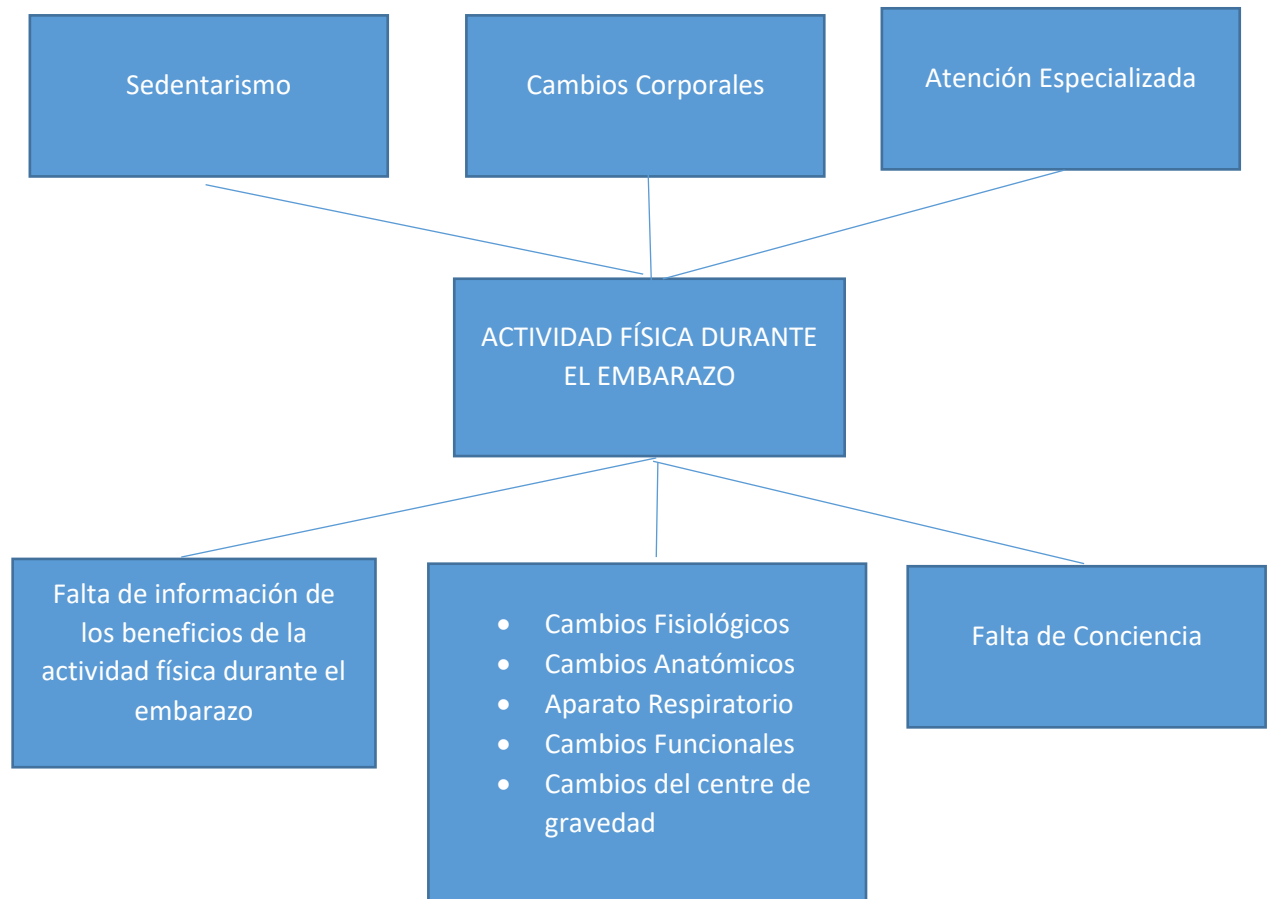 Sedentarismo
Cambios Corporales
Atención Especializada
ACTIVIDAD FÍSICA DURANTE
EL EMBARAZO
Falta de información de
los beneficios de la
actividad física durante el
embarazo
• Cambios Fisiológicos
• Cambios Anatómicos
• Aparato Respiratorio
• Cambios Funcionales
• Cambios del centre de
gravedad
Falta de Conciencia